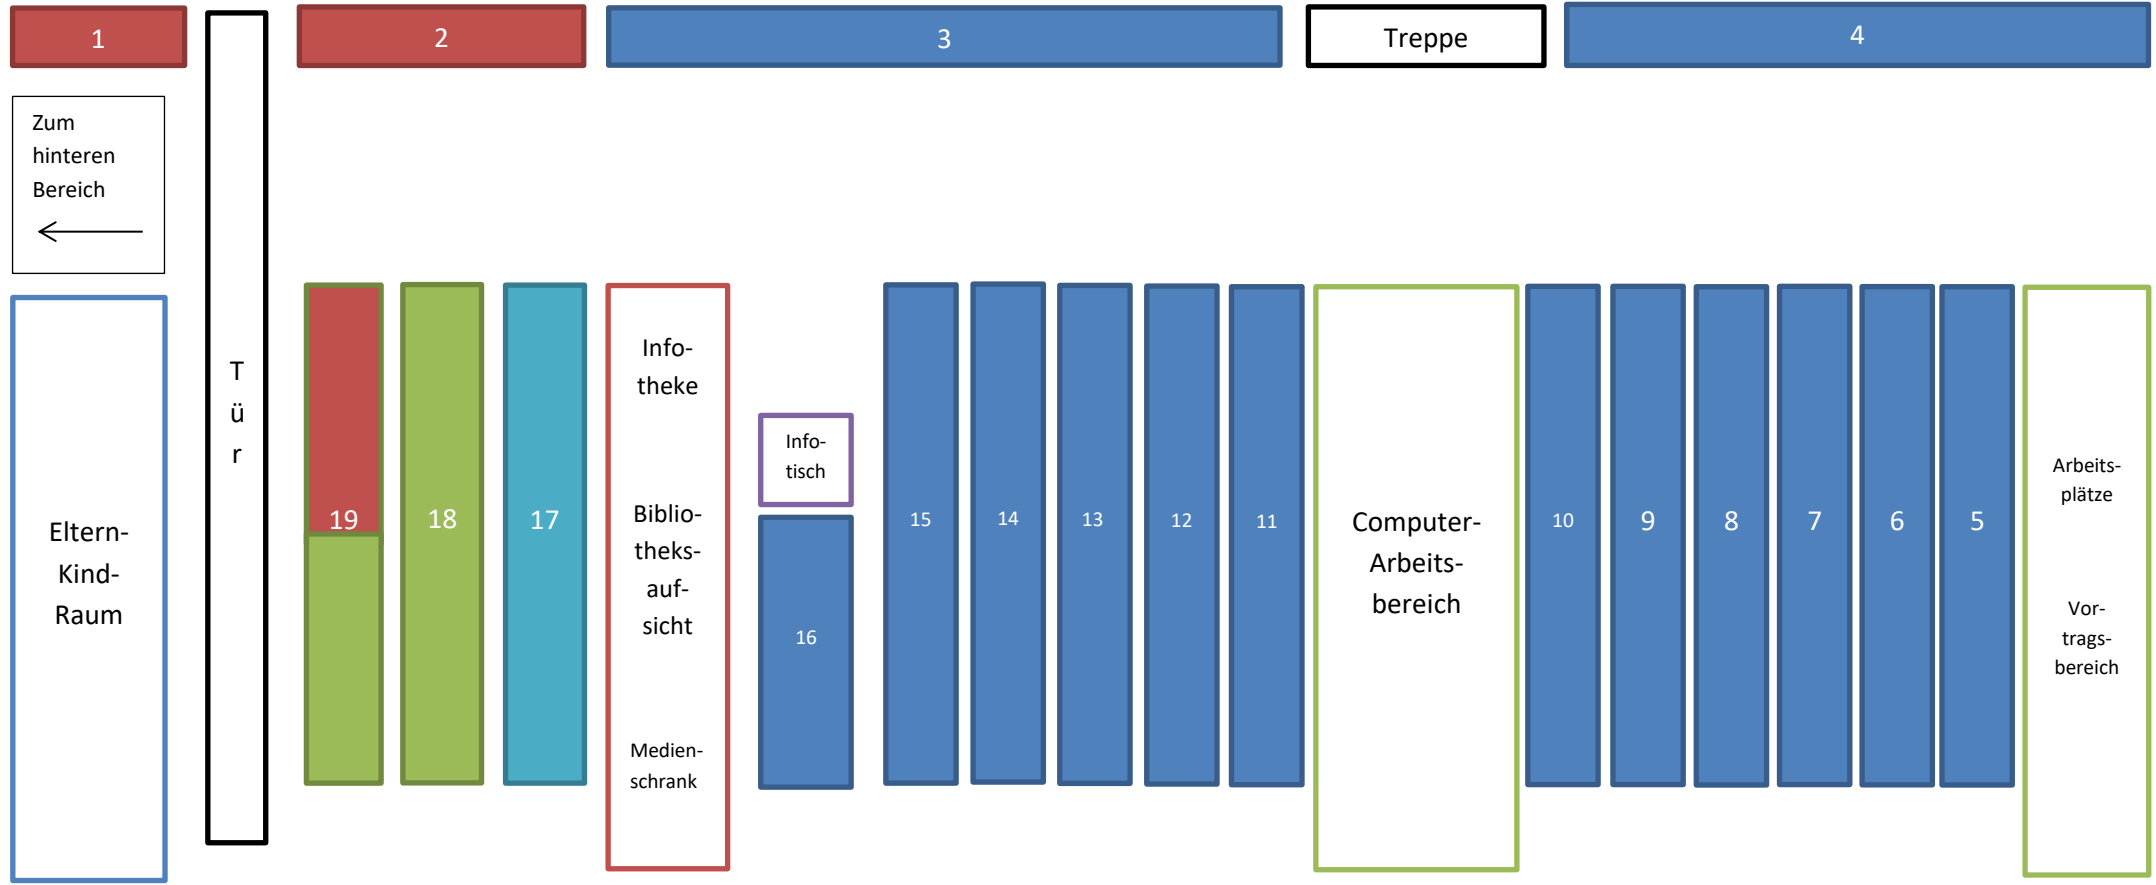 1
2
3
Treppe
4
Zum
hinteren
Bereich
T
ü
r
Eltern-
Kind-
Raum
19
18
17
Info-
theke
Biblio-
theks-
auf-
sicht
Medien-
schrank
Info-
tisch
16
15
14
13
12
11
Computer-
Arbeits-
bereich
10
9
8
7
6
5
Arbeits-
plätze
Vor-
trags-
bereich